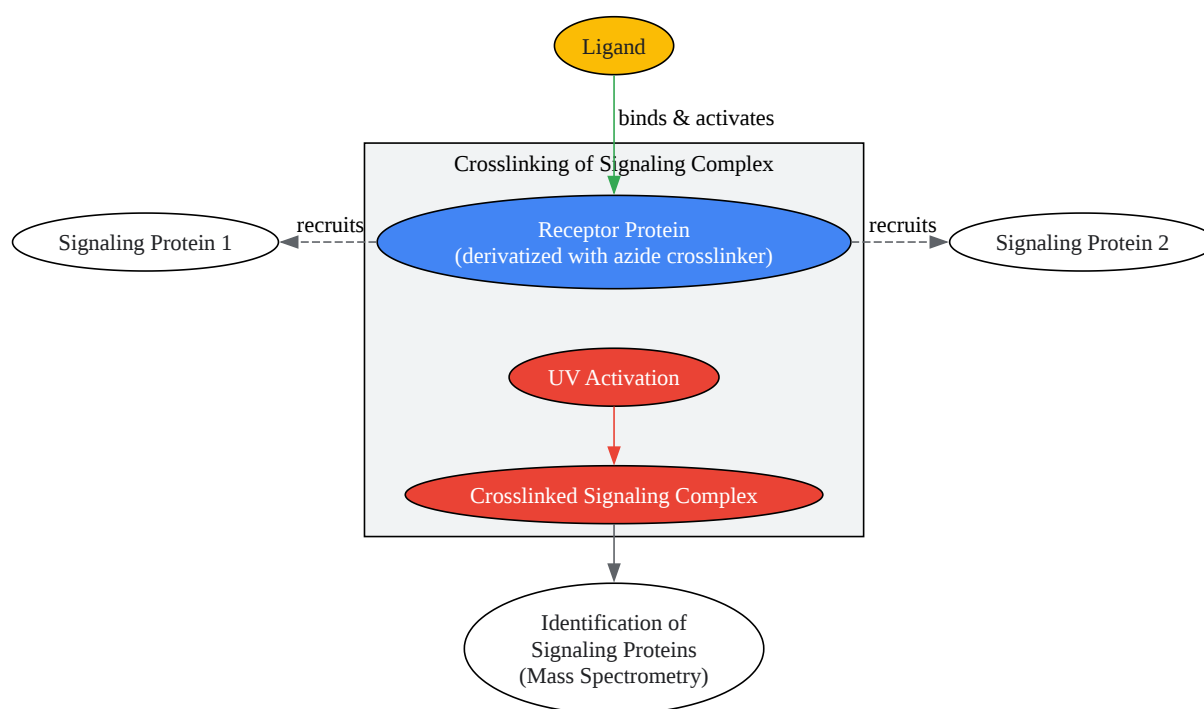 Ligand
binds & activates
Crosslinking of Signaling Complex
Signaling Protein 1
recruits
Receptor Protein
(derivatized with azide crosslinker)
recruits
Signaling Protein 2
UV Activation
Crosslinked Signaling Complex
Identification of
Signaling Proteins
(Mass Spectrometry)